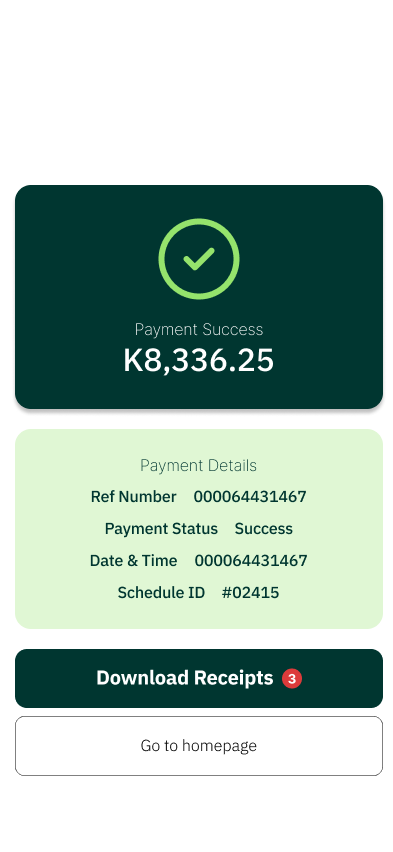 Payment Success
K8,336.25
Payment Details
Ref Number 000064431467
Payment Status Success
Date & Time 000064431467
Schedule ID #02415
Download Receipts 3
Go to homepage